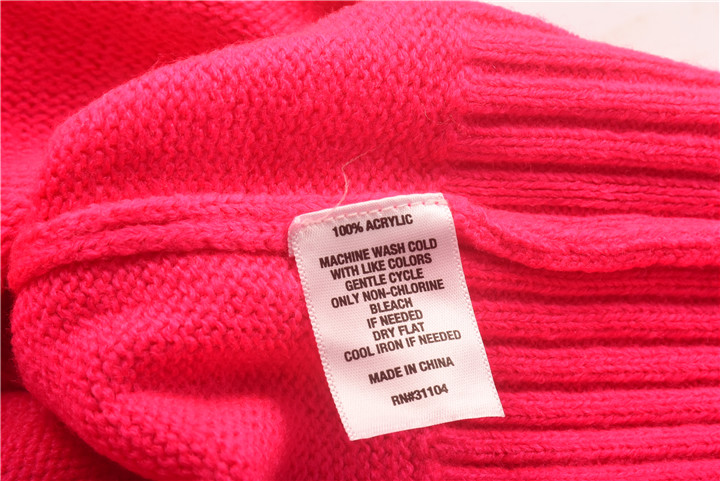 100% ACRYLIC
MACHINE WASH COLD
WITH LIKE COLORS
GENTLE CYCLE
ONLY NON-CHLORINE
BLEACH
IF NEEDED
DRY FLAT
COOL IRON IF NEEDED
MADE IN CHINA
RN#31104